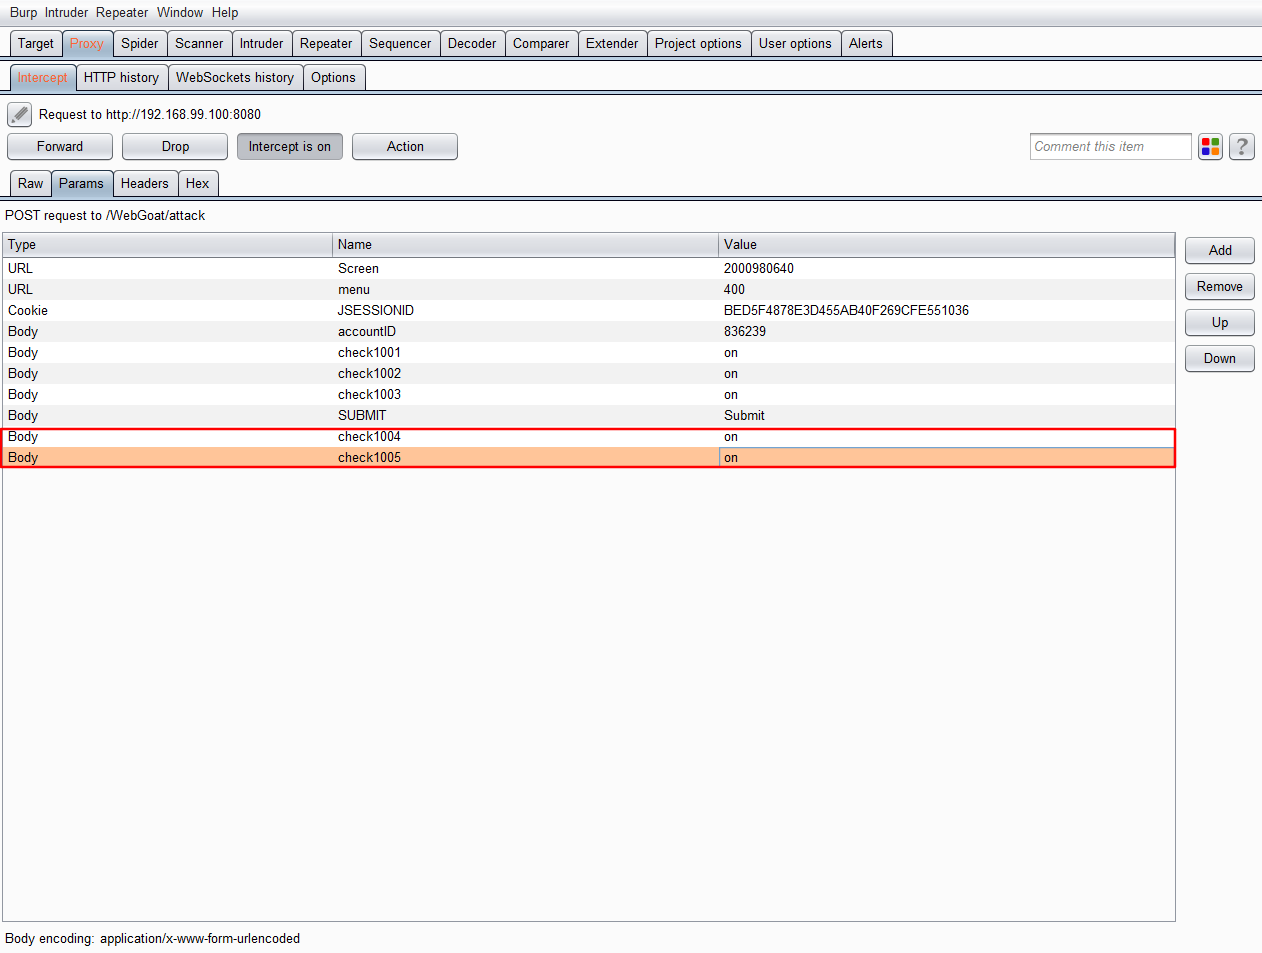 Burp Intruder Repeater Window Help
Target Proxy Spider Scanner Intruder Repeater Sequencer Decoder Comparer Extender Project options User options Alerts
Intercept HTTP history WebSockets history Options
Request to http://192.168.99.100:8080
Forward Drop Intercept is on Action Comment this item ?
Raw Params Headers Hex
POST request to /WebGoat/attack
Type Name Value
Add
URL Screen 2000980640
URL menu 400
Remove
Cookie JSESSIONID BED5F4878E3D455AB40F269CFE551036
Up
Body accountID 836239
Body check1001 on
Down
Body check1002 on
Body check1003 on
Body SUBMIT Submit
Body check1004 on
Body check1005 on
Body encoding: application/x-www-form-urlencoded